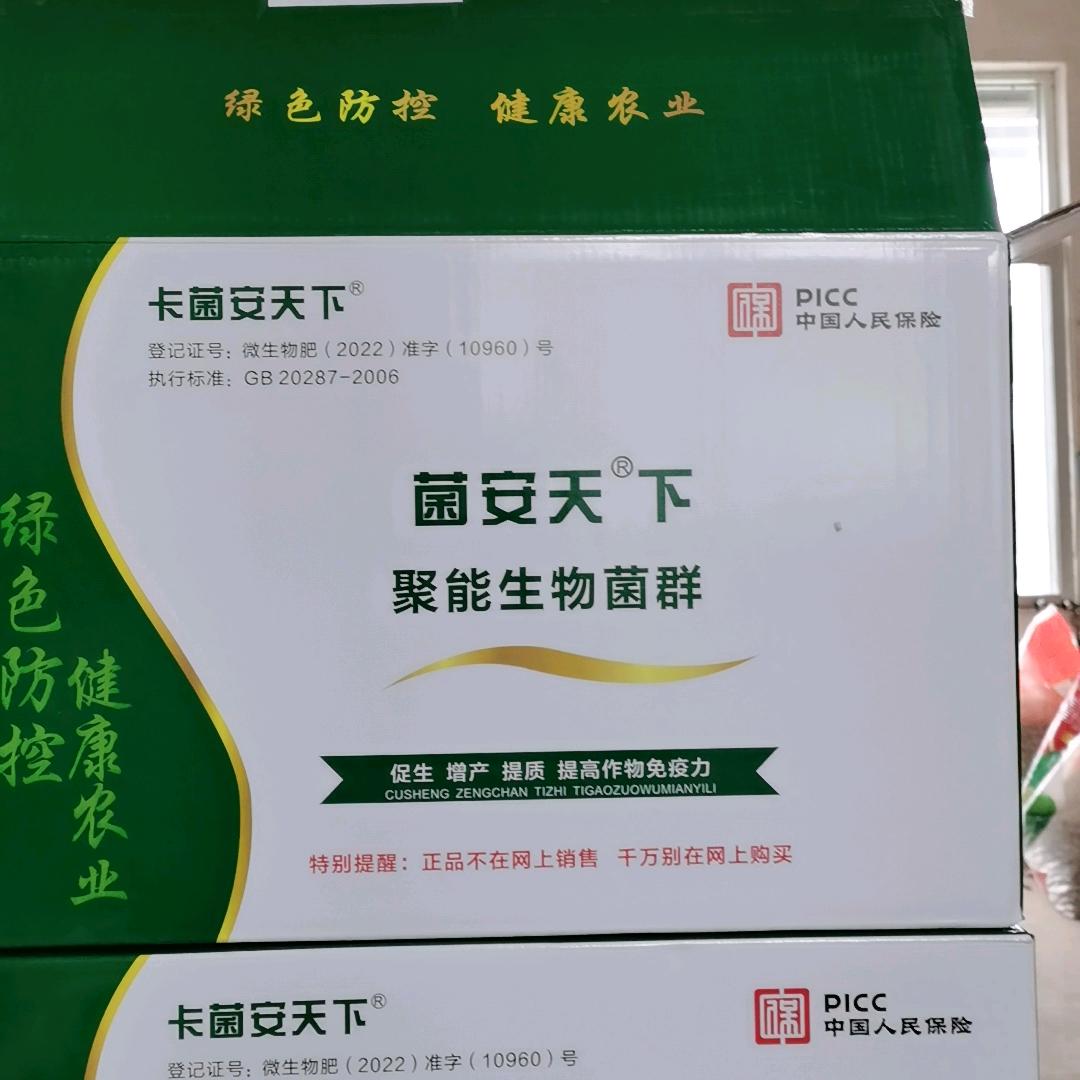 绿色防控 健康农业
卡菌安天下®
登记证号：微生物肥（2022）准字（10960）号
执行标准：GB 20287-2006
PICC
中国人民保险
菌安天®下
聚能生物菌群
促生 增产 提质 提高作物免疫力
CUSHENG ZENGCHAN TIZHI TIGAOZUOWUMIANYILI
特别提醒：正品不在网上销售 千万别在网上购买
绿色防控
健康农业
卡菌安天下®
登记证号：微生物肥（2022）准字（10960）号
PICC
中国人民保险